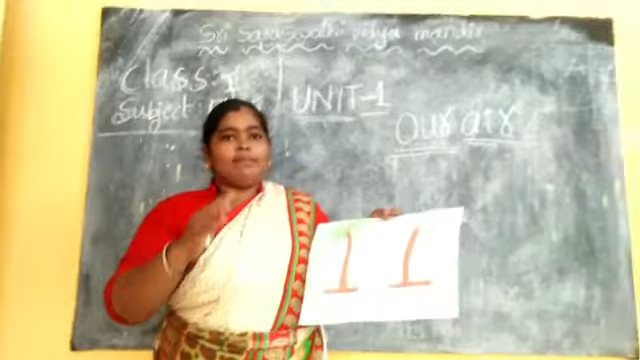 Sri Saraswathi vidya mandir
Class: I
Subject:
UNIT-1
Our air
11